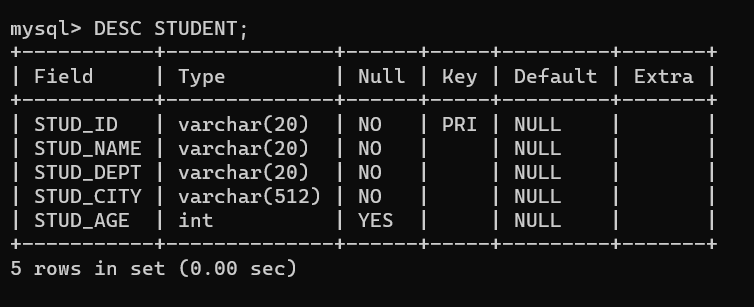 mysql> DESC STUDENT;
+-----------+--------------+------+-----+---------+-------+
| Field     | Type         | Null | Key | Default | Extra |
+-----------+--------------+------+-----+---------+-------+
| STUD_ID   | varchar(20)  | NO   | PRI | NULL    |       |
| STUD_NAME | varchar(20)  | NO   |     | NULL    |       |
| STUD_DEPT | varchar(20)  | NO   |     | NULL    |       |
| STUD_CITY | varchar(512) | NO   |     | NULL    |       |
| STUD_AGE  | int          | YES  |     | NULL    |       |
+-----------+--------------+------+-----+---------+-------+
5 rows in set (0.00 sec)